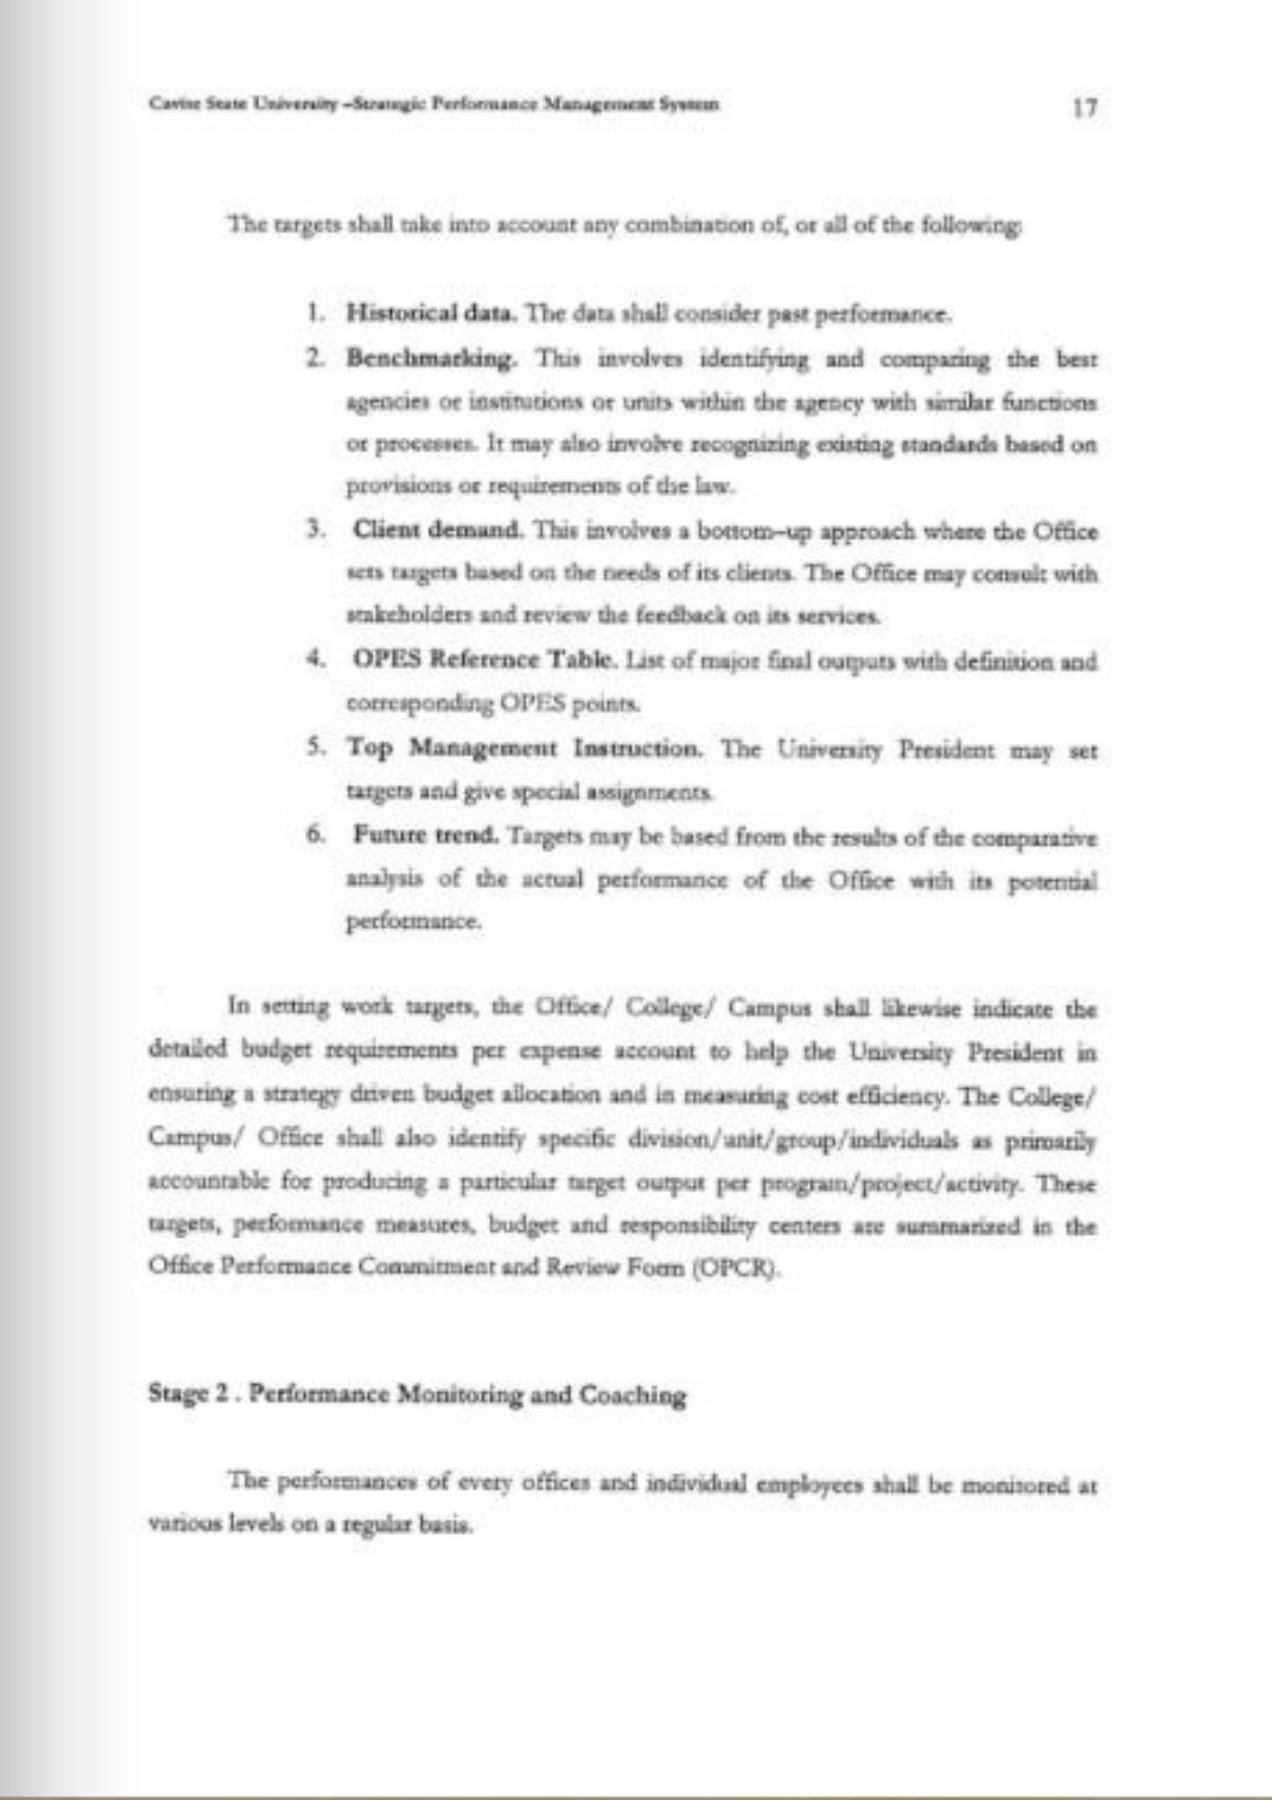 Cavite State University –Strategic Performance Management System 17
The targets shall take into account any combination of, or all of the following:
1. Historical data. The data shall consider past performance.
2. Benchmarking. This involves identifying and comparing the best
agencies or institutions or units within the agency with similar functions
or processes. It may also involve recognizing existing standards based on
provisions or requirements of the law.
3. Client demand. This involves a bottom–up approach where the Office
sets targets based on the needs of its clients. The Office may consult with
stakeholders and review the feedback on its services.
4. OPES Reference Table. List of major final outputs with definition and
corresponding OPES points.
5. Top Management Instruction. The University President may set
targets and give special assignments.
6. Future trend. Targets may be based from the results of the comparative
analysis of the actual performance of the Office with its potential
performance.
In setting work targets, the Office/ College/ Campus shall likewise indicate the
detailed budget requirements per expense account to help the University President in
ensuring a strategy driven budget allocation and in measuring cost efficiency. The College/
Campus/ Office shall also identify specific division/unit/group/individuals as primarily
accountable for producing a particular target output per program/project/activity. These
targets, performance measures, budget and responsibility centers are summarized in the
Office Performance Commitment and Review Form (OPCR).
Stage 2 . Performance Monitoring and Coaching
The performances of every offices and individual employees shall be monitored at
various levels on a regular basis.